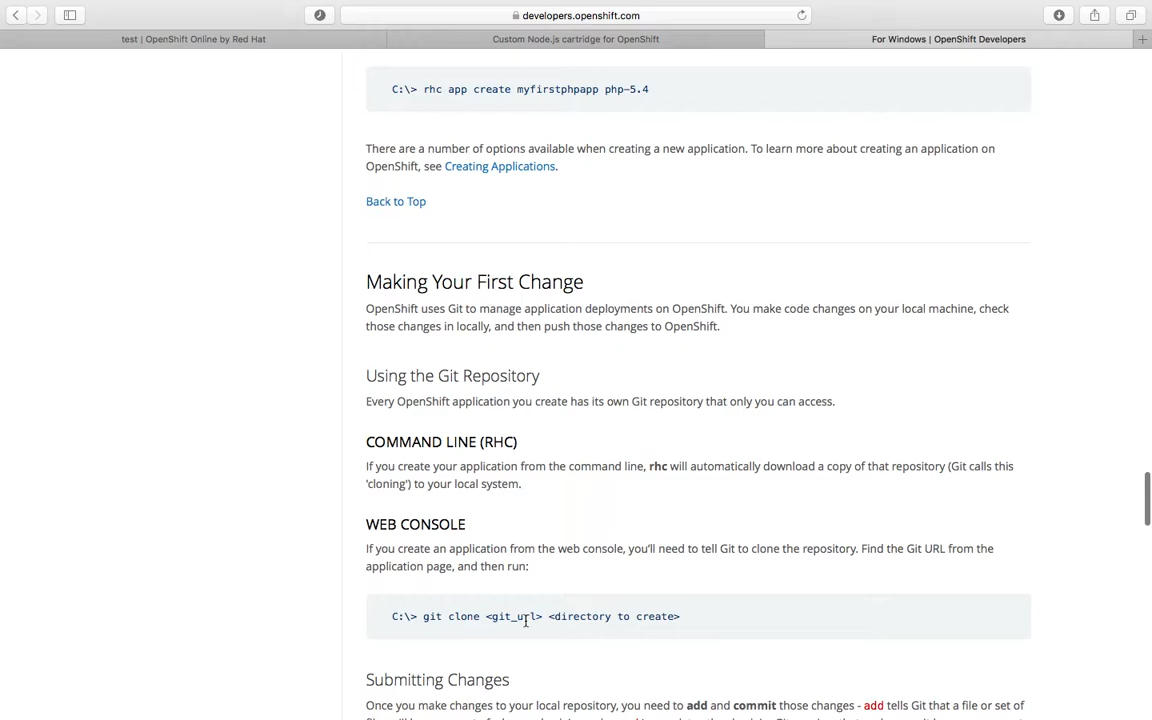 developers.openshift.com
test | OpenShift Online by Red Hat
Custom Node.js cartridge for OpenShift
For Windows | OpenShift Developers
C:\> rhc app create myfirstphpapp php-5.4
There are a number of options available when creating a new application. To learn more about creating an application on
OpenShift, see Creating Applications.
Back to Top
Making Your First Change
OpenShift uses Git to manage application deployments on OpenShift. You make code changes on your local machine, check
those changes in locally, and then push those changes to OpenShift.
Using the Git Repository
Every OpenShift application you create has its own Git repository that only you can access.
COMMAND LINE (RHC)
If you create your application from the command line, rhc will automatically download a copy of that repository (Git calls this
'cloning') to your local system.
WEB CONSOLE
If you create an application from the web console, you'll need to tell Git to clone the repository. Find the Git URL from the
application page, and then run:
C:\> git clone <git_url> <directory to create>
Submitting Changes
Once you make changes to your local repository, you need to add and commit those changes - add tells Git that a file or set of